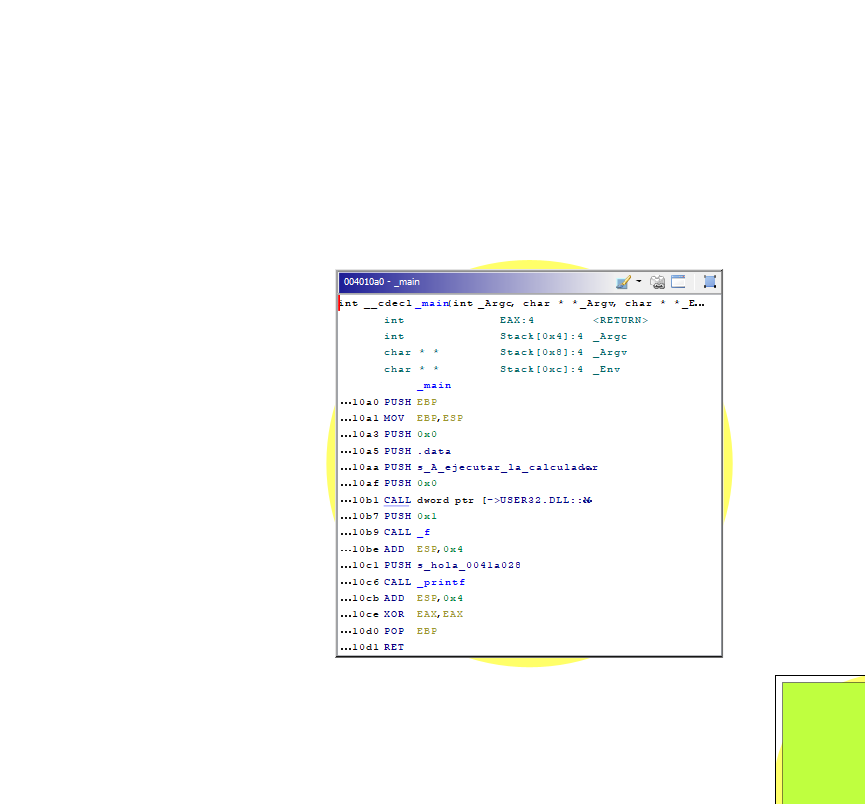 004010a0 - _main
int __cdecl _main(int _Argc, char * *_Argv, char * *_E...
int EAX:4 <RETURN>
int Stack[0x4]:4 _Argc
char * * Stack[0x8]:4 _Argv
char * * Stack[0xc]:4 _Env
_main
...10a0 PUSH EBP
...10a1 MOV EBP,ESP
...10a3 PUSH 0x0
...10a5 PUSH .data
...10aa PUSH s_A_ejecutar_la_calculador
...10af PUSH 0x0
...10b1 CALL dword ptr [->USER32.DLL::
...10b7 PUSH 0x1
...10b9 CALL _f
...10be ADD ESP,0x4
...10c1 PUSH s_hola_0041a028
...10c6 CALL _printf
...10cb ADD ESP,0x4
...10ce XOR EAX,EAX
...10d0 POP EBP
...10d1 RET